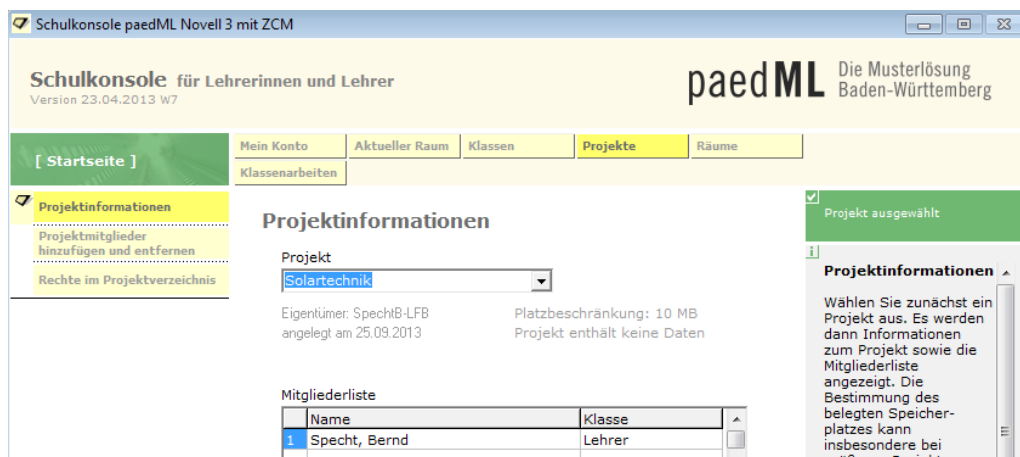 Schulkonsole paedML Novell 3 mit ZCM
Schulkonsole für Lehrerinnen und Lehrer
Version 23.04.2013 W7
paedML Die Musterlösung
Baden-Württemberg
[ Startseite ]
Mein Konto
Aktueller Raum
Klassen
Projekte
Räume
Klassenarbeiten
Projektinformationen
Projektmitglieder
hinzufügen und entfernen
Rechte im Projektverzeichnis
Projektinformationen
Projekt
Solartechnik
Eigentümer: SpechtB-LFB
angelegt am 25.09.2013
Platzbeschränkung: 10 MB
Projekt enthält keine Daten
Mitgliederliste
Name Klasse
1 Specht, Bernd Lehrer
Projekt ausgewählt
i
Projektinformationen
Wählen Sie zunächst ein
Projekt aus. Es werden
dann Informationen
zum Projekt sowie die
Mitgliederliste
angezeigt. Die
Bestimmung des
belegten Speicher-
platzes kann
insbesondere bei